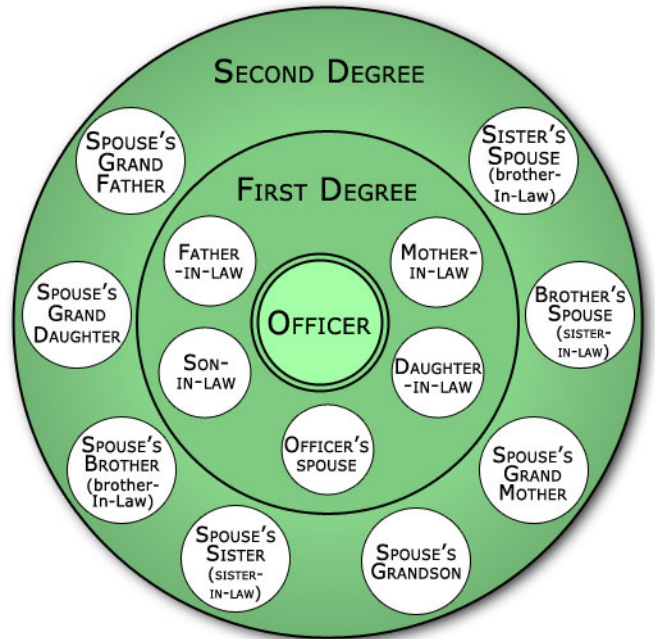 SECOND DEGREE
SPOUSE'S
GRAND
FATHER
SISTER'S
SPOUSE
(brother-
In-Law)
FIRST DEGREE
FATHER
-IN-LAW
MOTHER-
IN-LAW
OFFICER
SPOUSE'S
GRAND
DAUGHTER
BROTHER'S
SPOUSE
(SISTER-
IN-LAW)
SON-
IN-LAW
DAUGHTER
-IN-LAW
OFFICER'S
SPOUSE
SPOUSE'S
BROTHER
(brother-
In-Law)
SPOUSE'S
GRAND
MOTHER
SPOUSE'S
SISTER
(SISTER-
IN-LAW)
SPOUSE'S
GRANDSON